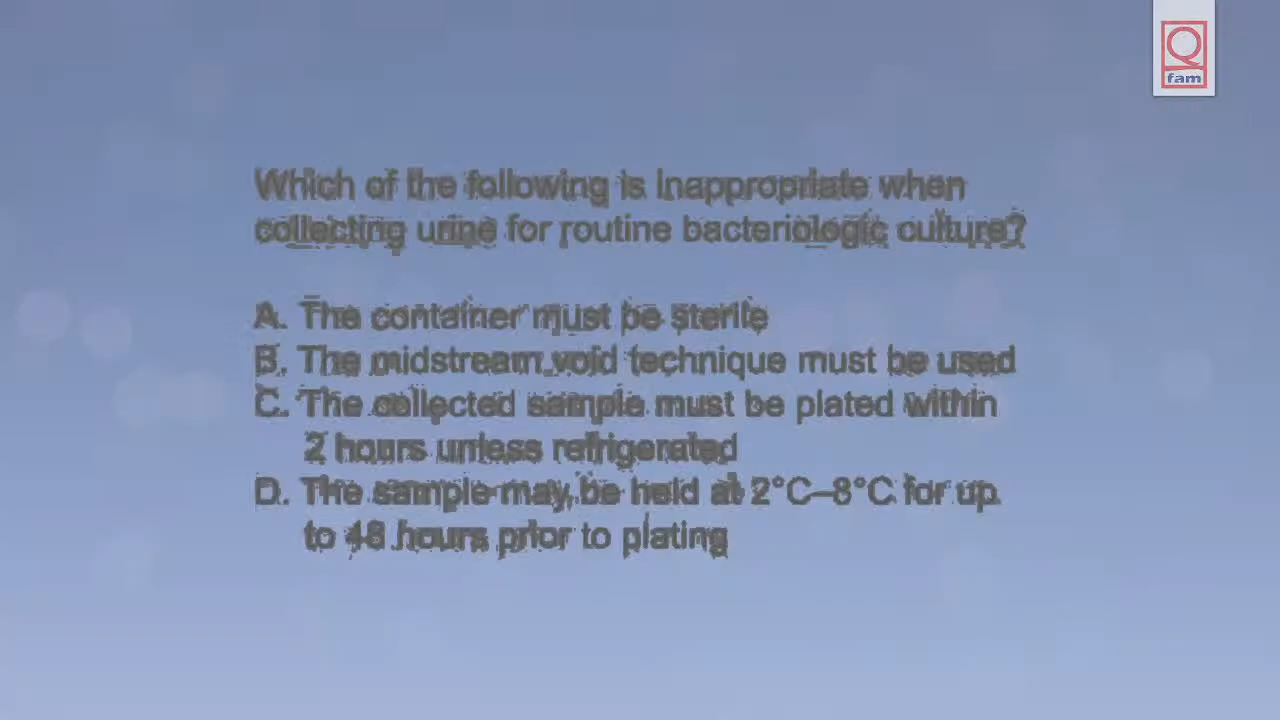 Q
fam
Which of the following is inappropriate when
collecting urine for routine bacteriologic culture?
A. The container must be sterile
B. The midstream void technique must be used
C. The collected sample must be plated within
2 hours unless refrigerated
D. The sample may be held at 2°C–8°C for up
to 48 hours prior to plating